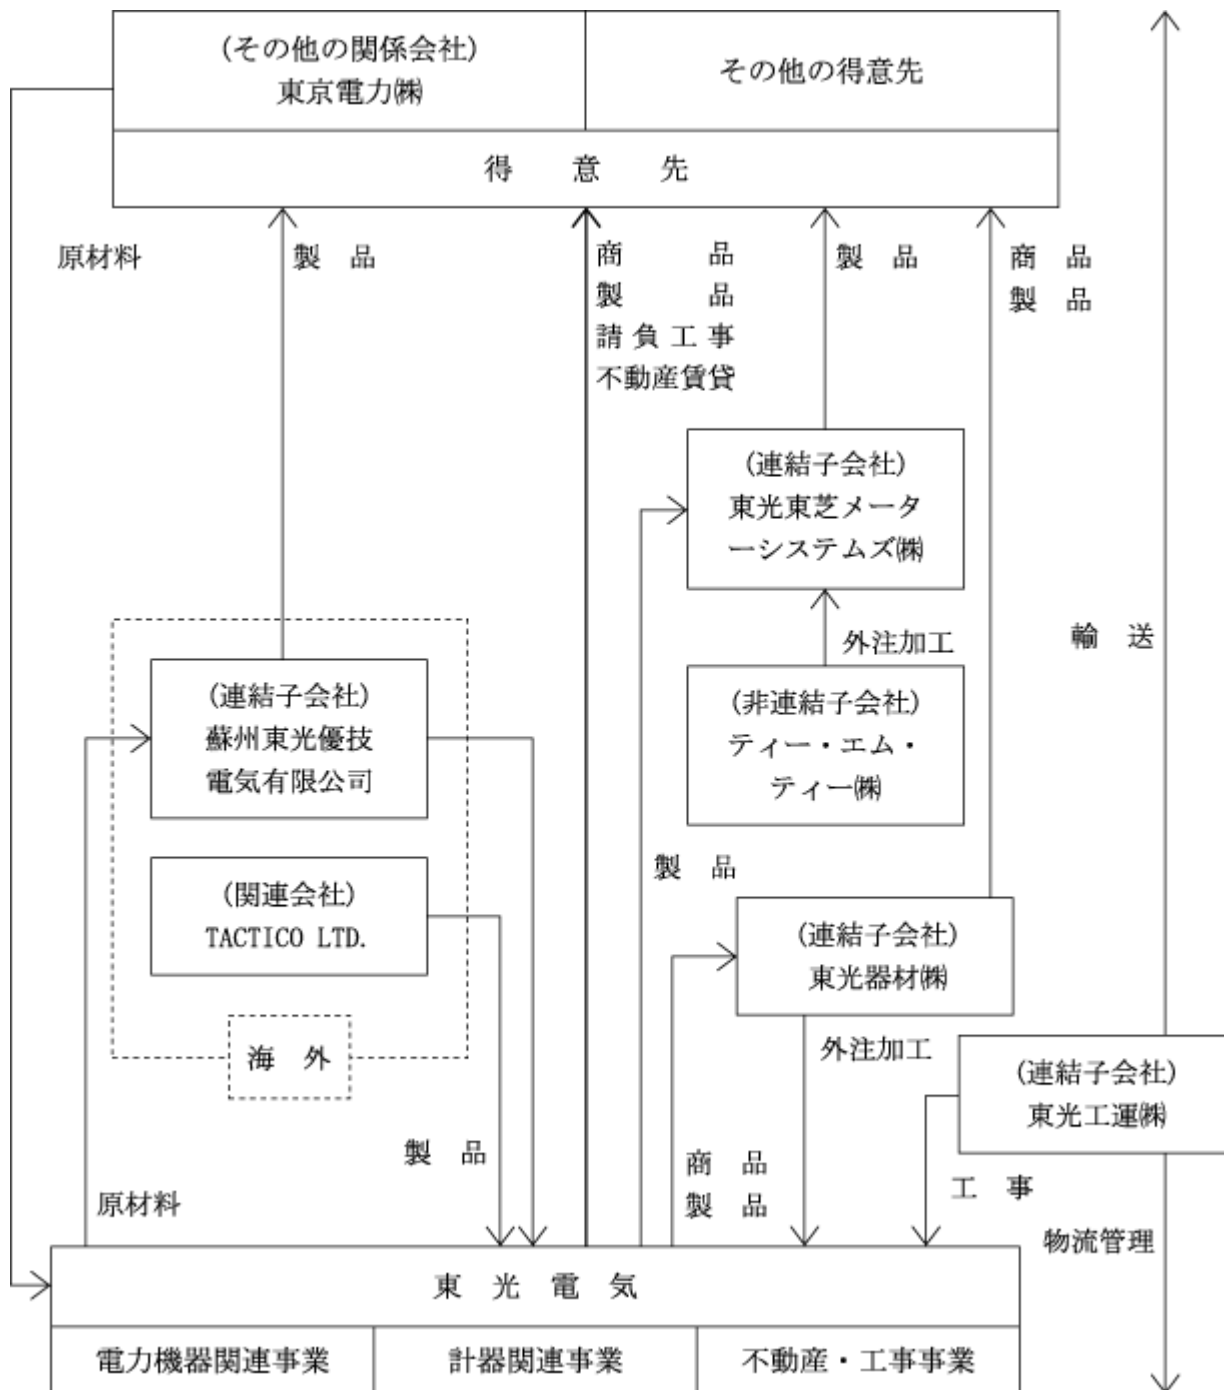 (その他の関係会社)
東京電力㈱
その他の得意先
得 意 先
原材料
製 品
商 品
製 品
請負工事
不動産賃貸
製 品
商 品
製 品
(連結子会社)
東光東芝メータ
ーシステムズ㈱
外注加工
輸 送
(連結子会社)
蘇州東光優技
電気有限公司
(非連結子会社)
ティー・エム・
ティー㈱
製 品
(関連会社)
TACTICO LTD.
(連結子会社)
東光器材㈱
海 外
外注加工
(連結子会社)
東光工運㈱
製 品
商 品
製 品
原材料
工 事
物流管理
東 光 電 気
電力機器関連事業
計器関連事業
不動産・工事事業